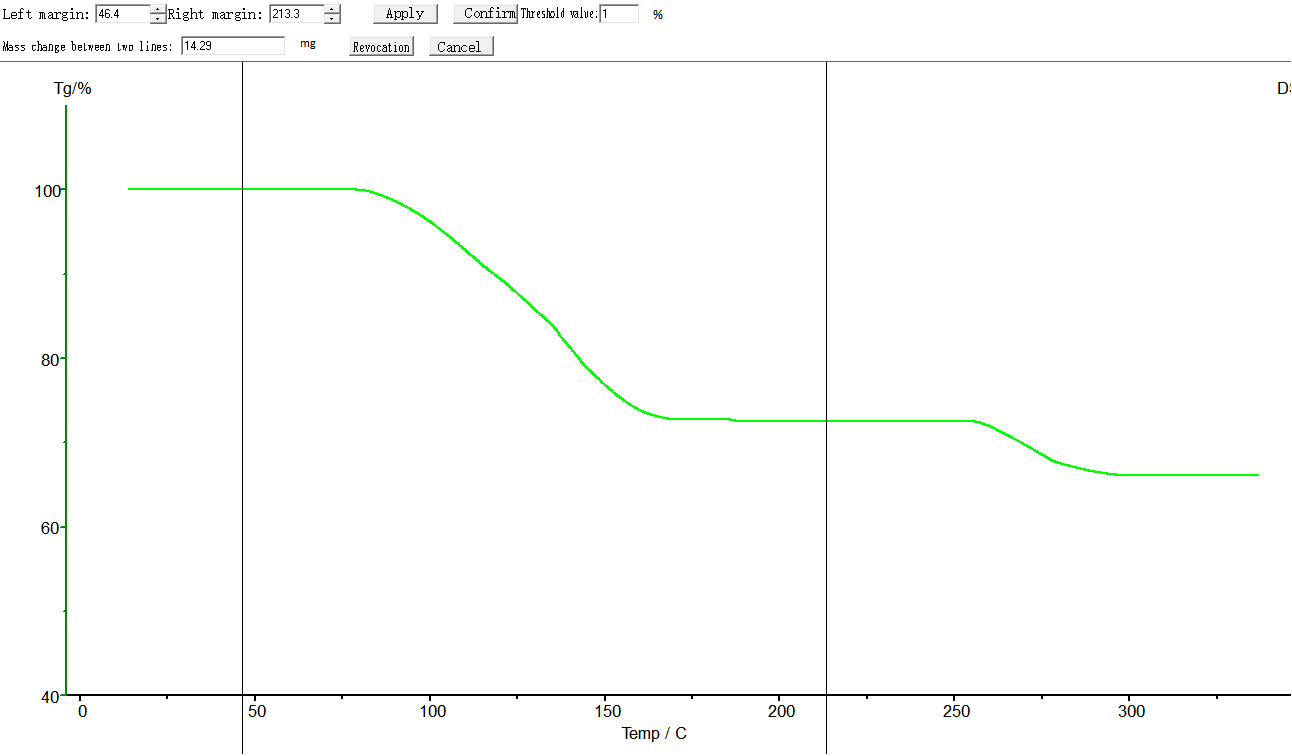 Left margin: 46.4 Right margin: 213.3 Apply Confirm Threshold value: 1 %
Mass change between two lines: 14.29 mg Revocation Cancel
Tg/%
100
80
60
40
0 50 100 150 200 250 300
Temp / C